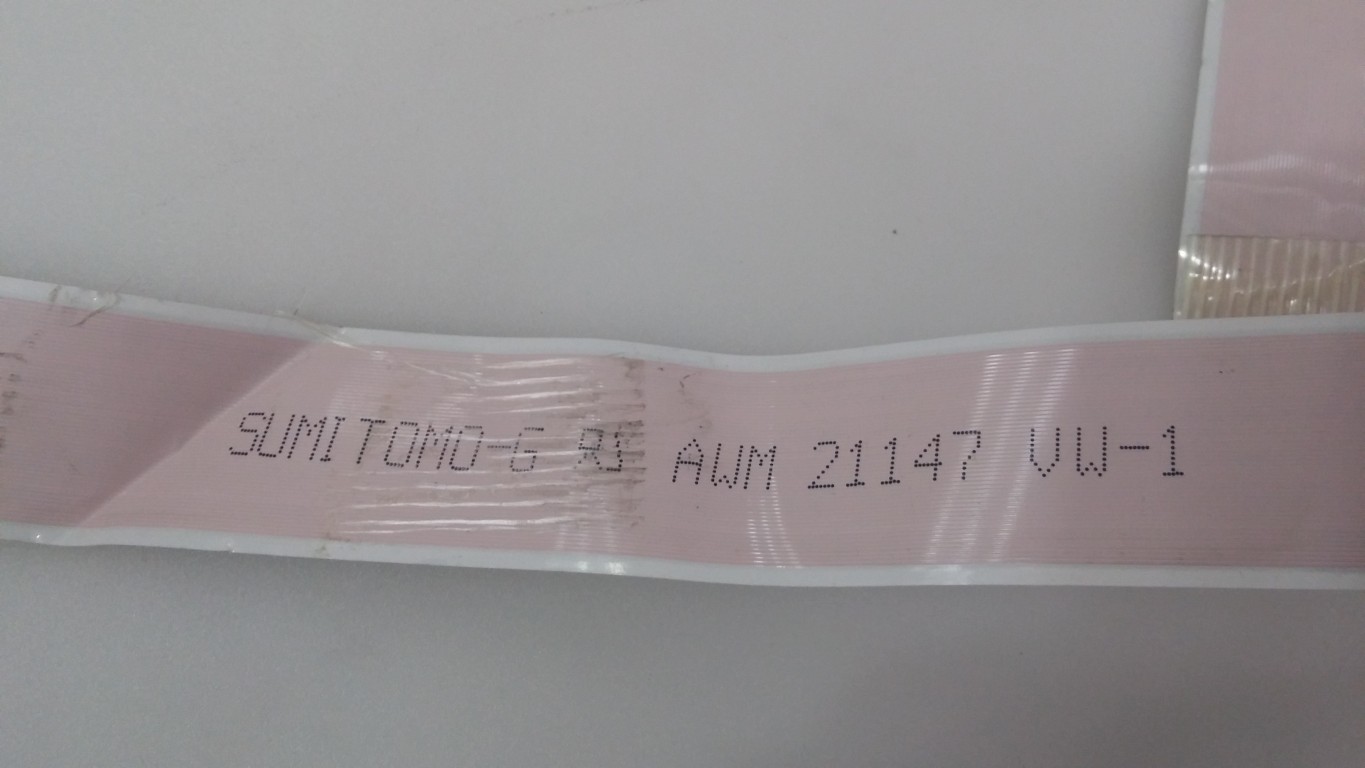 SUMITOMO-G AWM 21147 VW-1